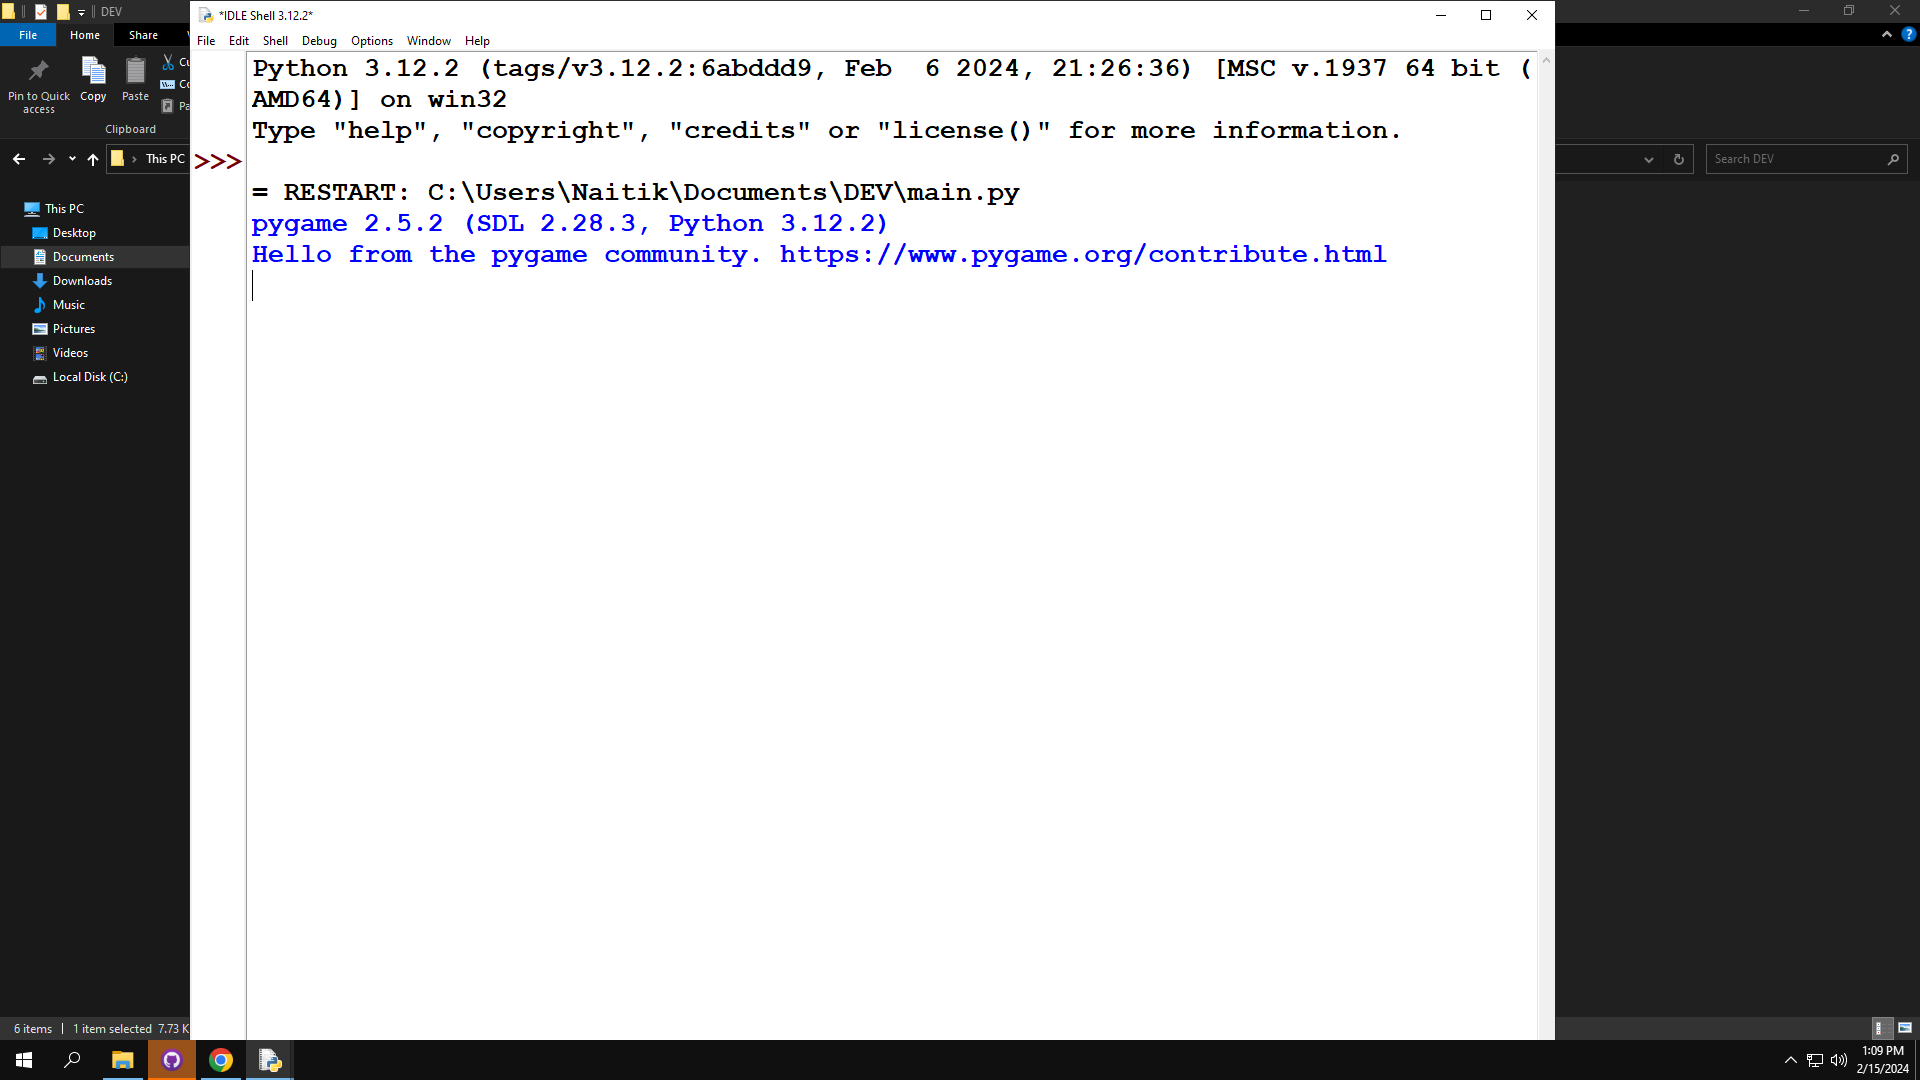 DEV
*IDLE Shell 3.12.2*
File Home Share
File Edit Shell Debug Options Window Help
Python 3.12.2 (tags/v3.12.2:6abddd9, Feb  6 2024, 21:26:36) [MSC v.1937 64 bit (
AMD64)] on win32
Type "help", "copyright", "credits" or "license()" for more information.
>>>
= RESTART: C:\Users\Naitik\Documents\DEV\main.py
pygame 2.5.2 (SDL 2.28.3, Python 3.12.2)
Hello from the pygame community. https://www.pygame.org/contribute.html
Pin to Quick
access
Copy
Paste
Clipboard
This PC
Search DEV
This PC
Desktop
Documents
Downloads
Music
Pictures
Videos
Local Disk (C:)
6 items
1 item selected 7.73 K
1:09 PM
2/15/2024